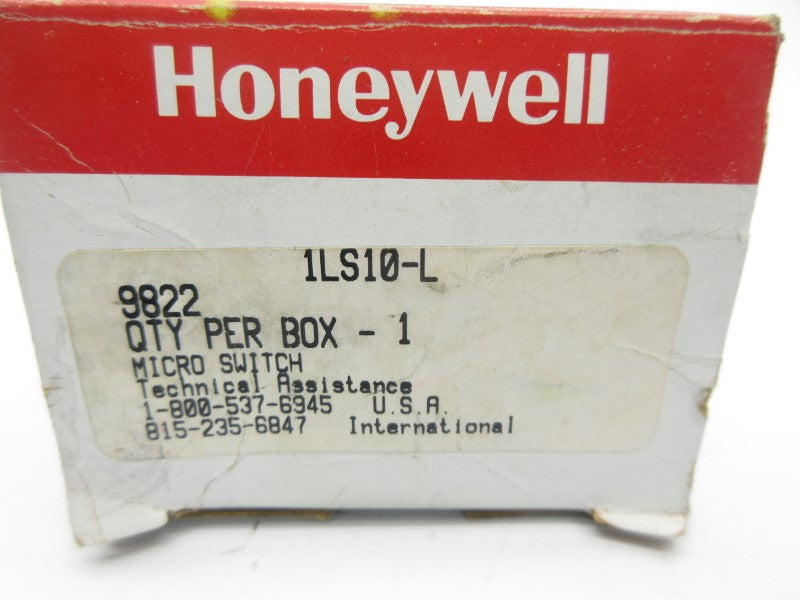 Honeywell
1LS10-L
9822
QTY PER BOX - 1
MICRO SWITCH
Technical Assistance
1-800-537-6945 U.S.A.
815-235-6847 International